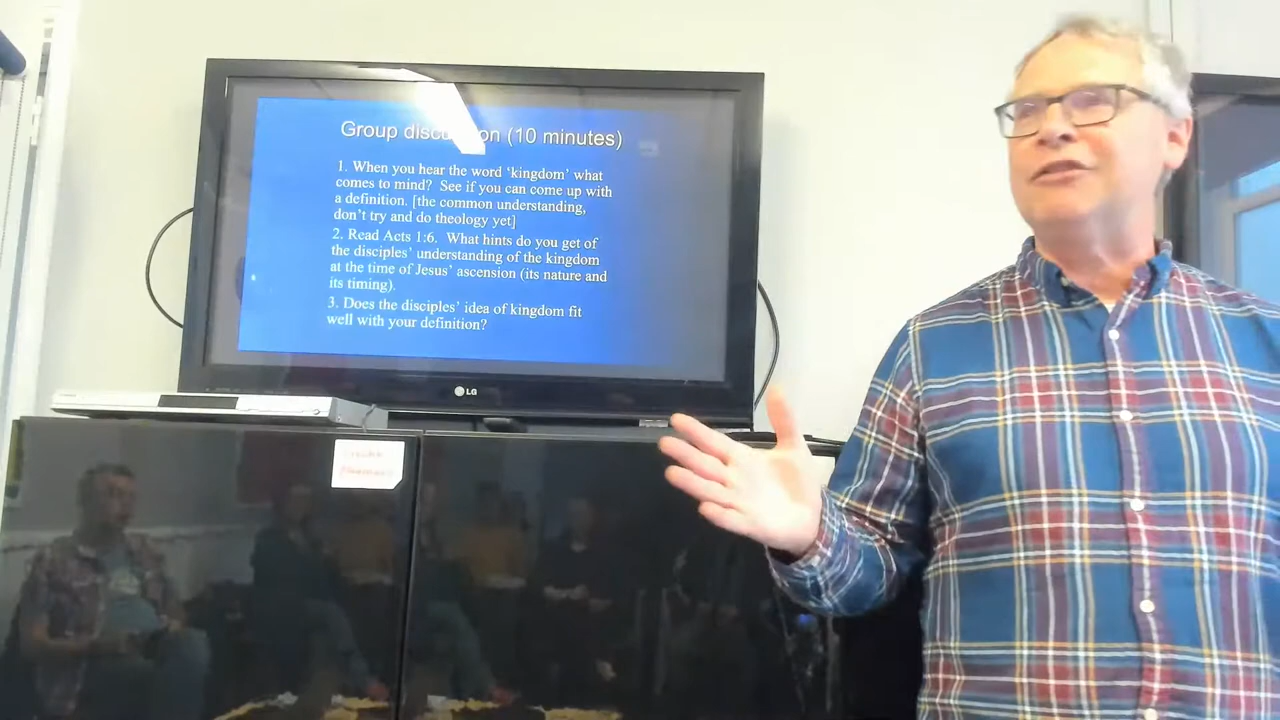 Group disc on (10 minutes)
1. When you hear the word ‘kingdom’ what
comes to mind? See if you can come up with
a definition. [the common understanding,
don’t try and do theology yet]
2. Read Acts 1:6. What hints do you get of
the disciples’ understanding of the kingdom
at the time of Jesus’ ascension (its nature and
its timing).
3. Does the disciples’ idea of kingdom fit
well with your definition?
LG